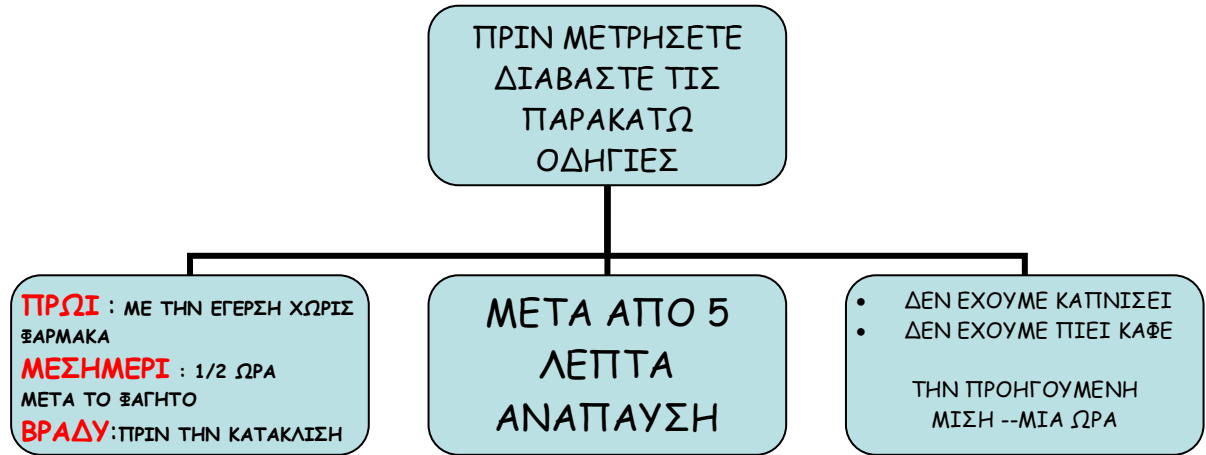 ΠΡΙΝ ΜΕΤΡΗΣΕΤΕ
ΔΙΑΒΑΣΤΕ ΤΙΣ
ΠΑΡΑΚΑΤΩ
ΟΔΗΓΙΕΣ
ΠΡΩΙ : ΜΕ ΤΗΝ ΕΓΕΡΣΗ ΧΩΡΙΣ
ΦΑΡΜΑΚΑ
ΜΕΣΗΜΕΡΙ : 1/2 ΩΡΑ
ΜΕΤΑ ΤΟ ΦΑΓΗΤΟ
ΒΡΑΔΥ:ΠΡΙΝ ΤΗΝ ΚΑΤΑΚΛΙΣΗ
ΜΕΤΑ ΑΠΟ 5
ΛΕΠΤΑ
ΑΝΑΠΑΥΣΗ
• ΔΕΝ ΕΧΟΥΜΕ ΚΑΠΝΙΣΕΙ
• ΔΕΝ ΕΧΟΥΜΕ ΠΙΕΙ ΚΑΦΕ
ΤΗΝ ΠΡΟΗΓΟΥΜΕΝΗ
ΜΙΣΗ --ΜΙΑ ΩΡΑ